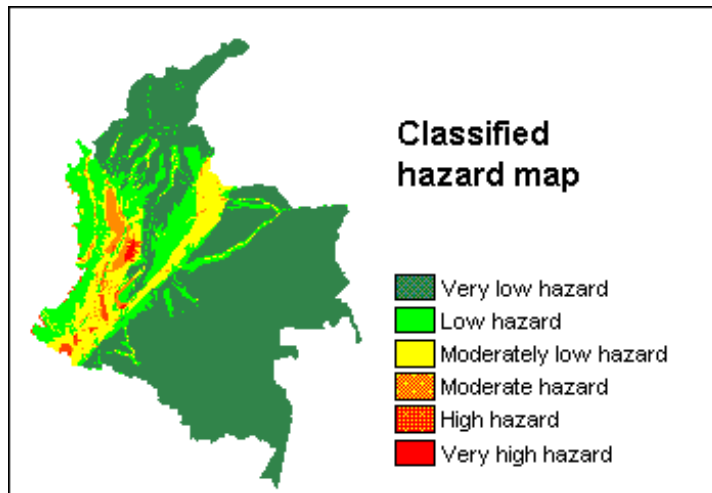 Classified
hazard map
Very low hazard
Low hazard
Moderately low hazard
Moderate hazard
High hazard
Very high hazard